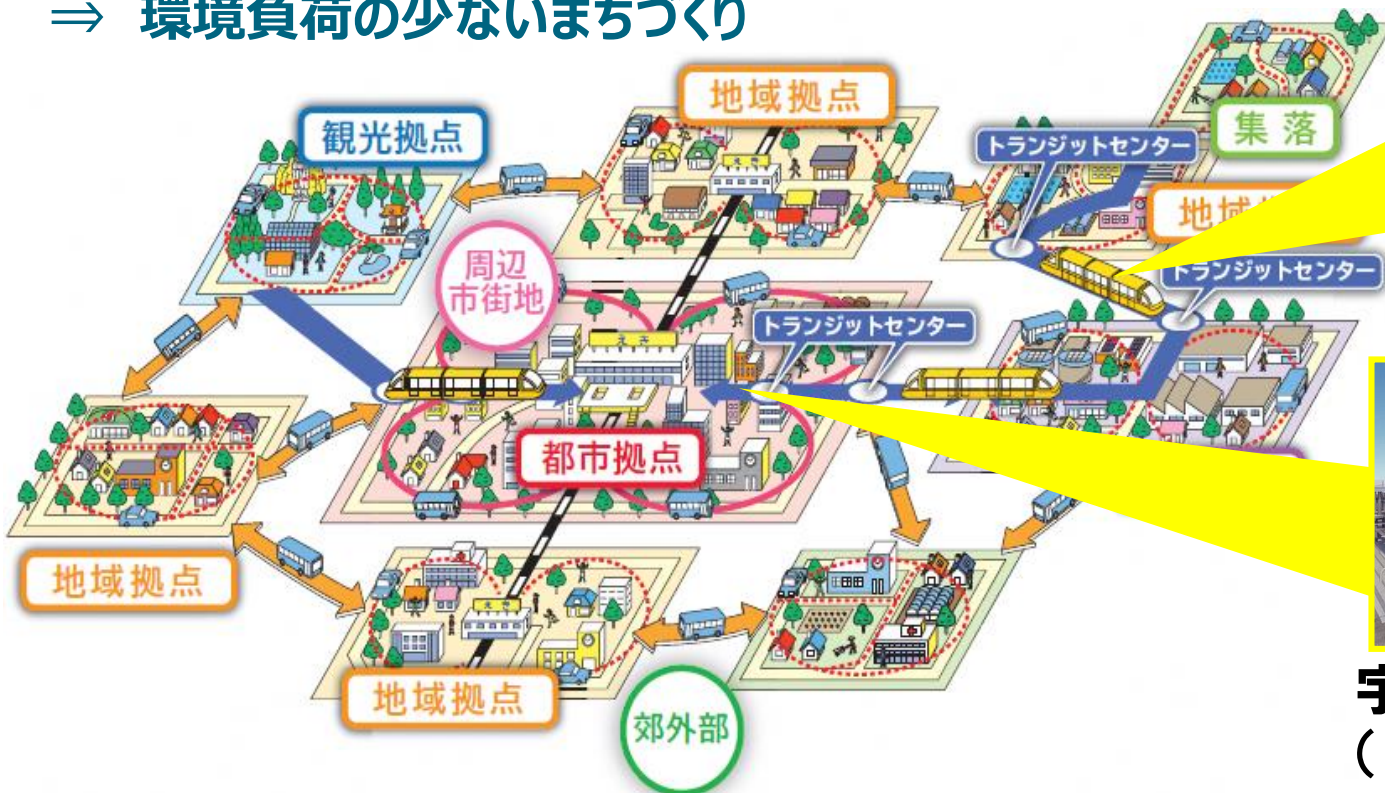 ⇒ 環境負荷の少ないまちづくり
地域拠点
観光拠点
トランジットセンター
集落
地域
周辺
市街地
トランジットセンター
トランジットセンター
都市拠点
地域拠点
地域拠点
郊外部
宇
(